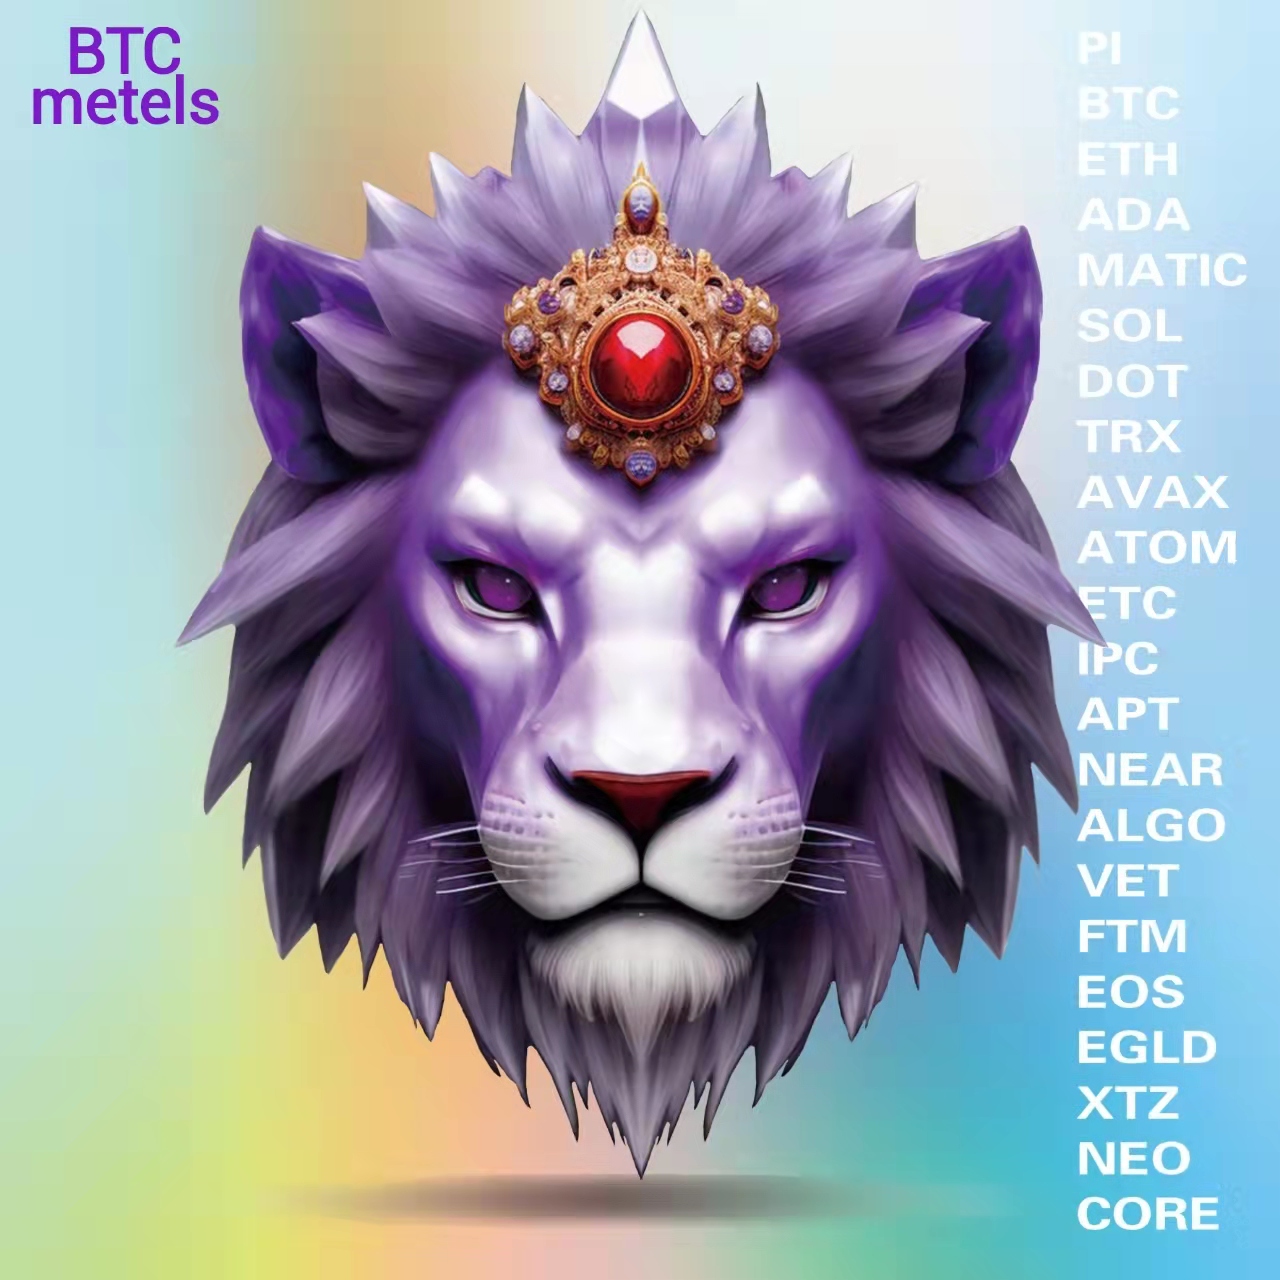 BTC
metels
PI
BTC
ETH
ADA
MATIC
SOL
DOT
TRX
AVAX
ATOM
ETC
IPC
APT
NEAR
ALGO
VET
FTM
EOS
EGLD
XTZ
NEO
CORE